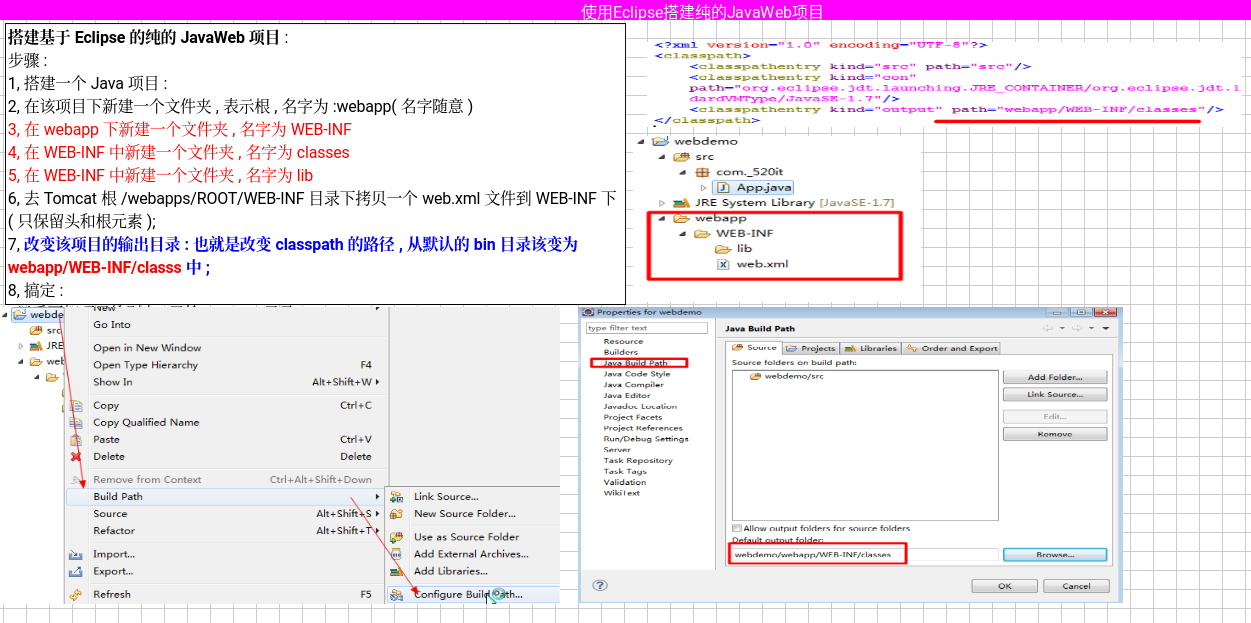 使用Eclipse搭建纯的JavaWeb项目
搭建基于 Eclipse 的纯的 JavaWeb 项目 :
步骤 :
1, 搭建一个 Java 项目 :
2, 在该项目下新建一个文件夹 , 表示根 , 名字为 :webapp( 名字随意 )
3, 在 webapp 下新建一个文件夹 , 名字为 WEB-INF
4, 在 WEB-INF 中新建一个文件夹 , 名字为 classes
5, 在 WEB-INF 中新建一个文件夹 , 名字为 lib
6, 去 Tomcat 根 /webapps/ROOT/WEB-INF 目录下拷贝一个 web.xml 文件到 WEB-INF 下
( 只保留头和根元素 );
7, 改变该项目的输出目录 : 也就是改变 classpath 的路径 , 从默认的 bin 目录该变为
webapp/WEB-INF/classs 中 ;
8, 搞定 :
<?xml version="1.0" encoding="UTF-8"?>
<classpath>
<classpathentry kind="src" path="src"/>
<classpathentry kind="con"
path="org.eclipse.jdt.launching.JRE_CONTAINER/org.eclipse.jdt.i
dardVMType/JavaSE-1.7"/>
<classpathentry kind="output" path="webapp/WEB-INF/classes"/>
</classpath>
webdemo
src
com._520it
App.java
JRE System Library [JavaSE-1.7]
webapp
WEB-INF
lib
web.xml
webde
src
JRE
web
New
Go Into
Open in New Window
Open Type Hierarchy F4
Show In Alt+Shift+W
Copy Ctrl+C
Copy Qualified Name
Paste Ctrl+V
Delete Delete
Remove from Context Ctrl+Alt+Shift+Down
Build Path
Source Alt+Shift+S
Refactor Alt+Shift+T
Import...
Export...
Refresh F5
Link Source...
New Source Folder...
Use as Source Folder
Add External Archives...
Add Libraries...
Configure Build Path...
Properties for webdemo
type filter text
Resource
Builders
Java Build Path
Java Code Style
Java Compiler
Java Editor
Javadoc Location
Project Facets
Project References
Run/Debug Settings
Server
Task Repository
Task Tags
Validation
WikiText
Java Build Path
Source Projects Libraries Order and Export
Source folders on build path:
webdemo/src
Add Folder...
Link Source...
Edit...
Remove
Allow output folders for source folders
Default output folder:
webdemo/webapp/WEB-INF/classes
Browse...
OK Cancel